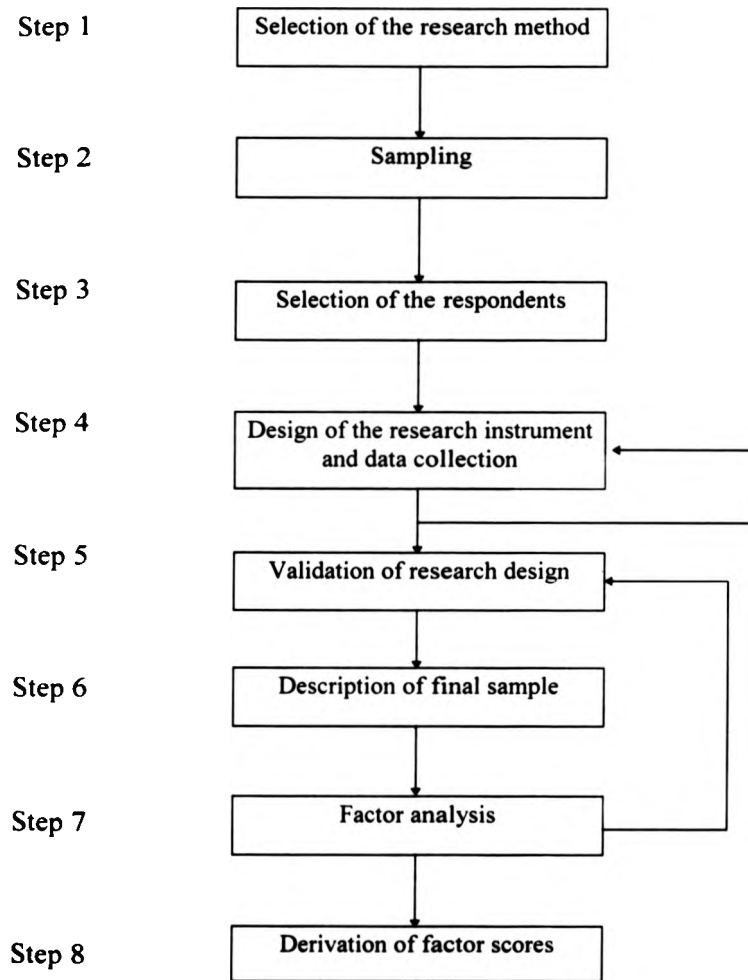 Step 1
Selection of the research method
Step 2
Sampling
Step 3
Selection of the respondents
Step 4
Design of the research instrument
and data collection
Step 5
Validation of research design
Step 6
Description of final sample
Step 7
Factor analysis
Step 8
Derivation of factor scores